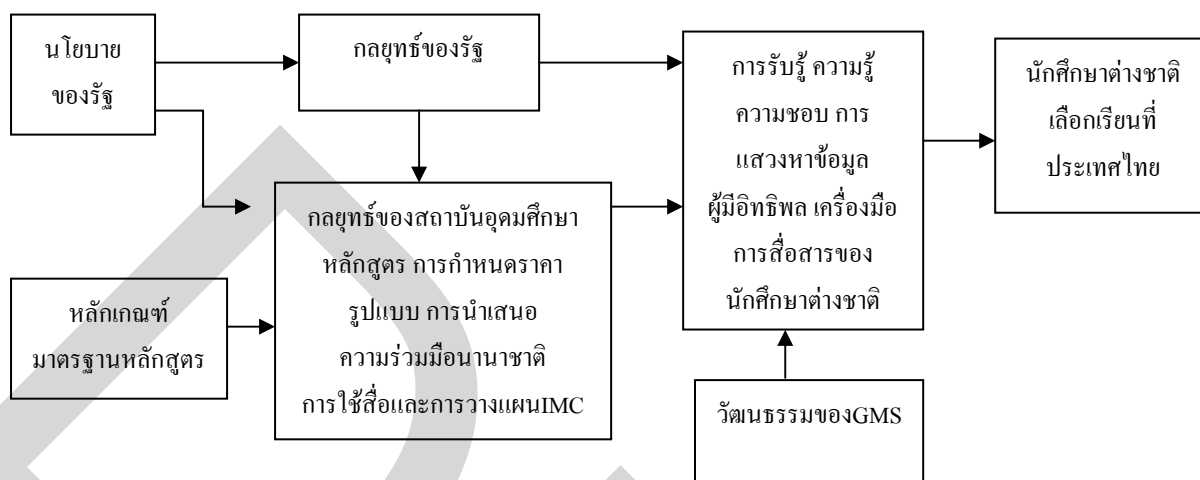 นโยบาย
ของรัฐ
กลยุทธ์ของรัฐ
การรับรู้ ความรู้
ความชอบ การ
แสวงหาข้อมูล
ผู้มีอิทธิพล เครื่องมือ
การสื่อสารของ
นักศึกษาต่างชาติ
นักศึกษาต่างชาติ
เลือกเรียนที่
ประเทศไทย
กลยุทธ์ของสถาบันอุดมศึกษา
หลักสูตร การกำหนดราคา
รูปแบบ การนำเสนอ
ความร่วมมือนานาชาติ
การใช้สื่อและการวางแผนIMC
หลักเกณฑ์
มาตรฐานหลักสูตร
วัฒนธรรมของGMS